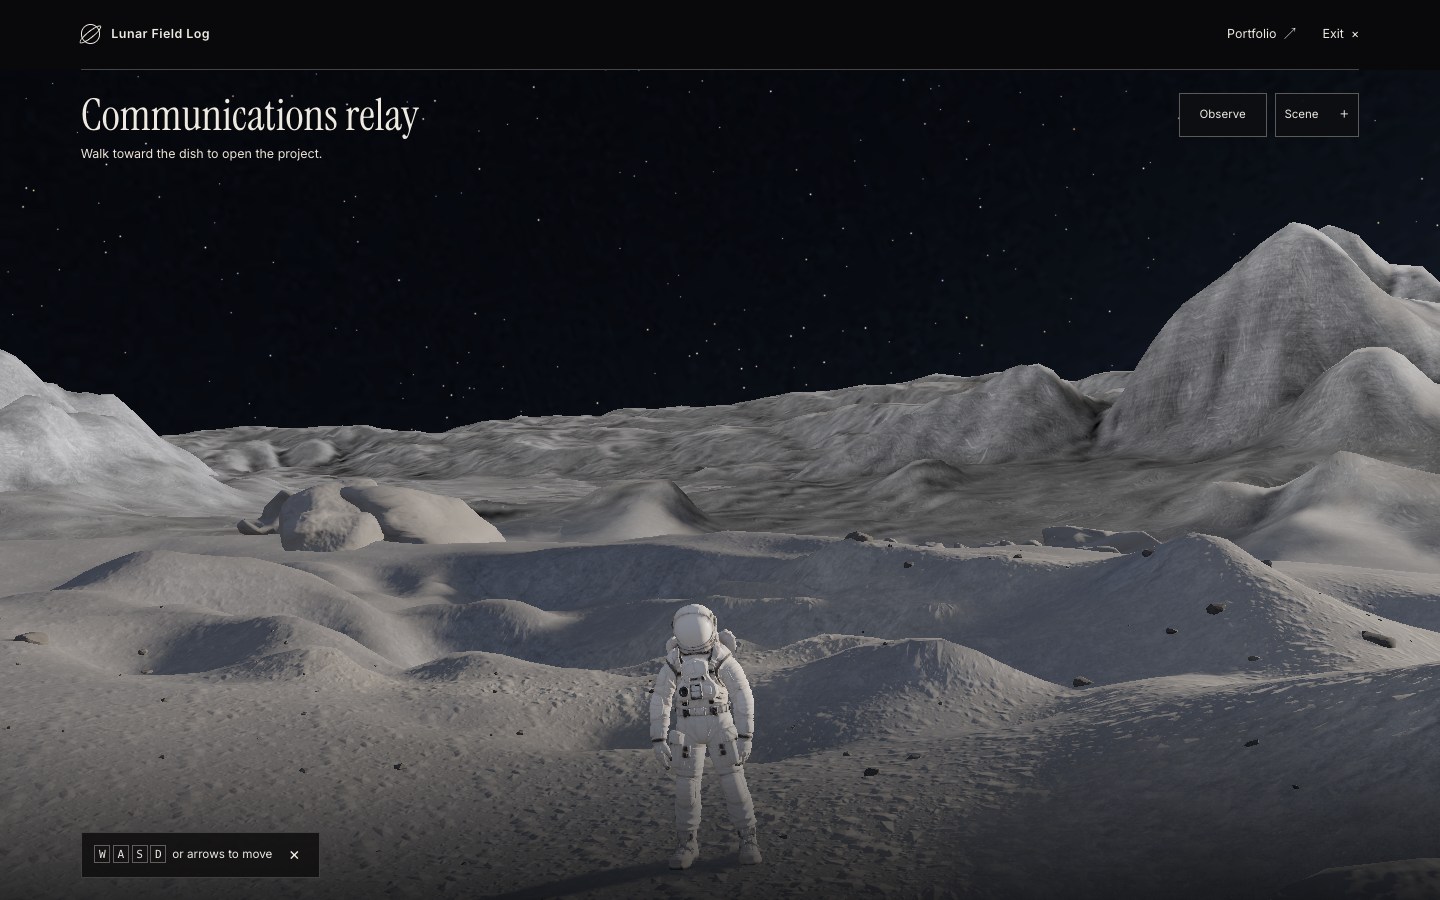 Lunar Field Log
Portfolio ↗
Exit ×
Communications relay
Walk toward the dish to open the project.
Observe
Scene +
W A S D or arrows to move ×